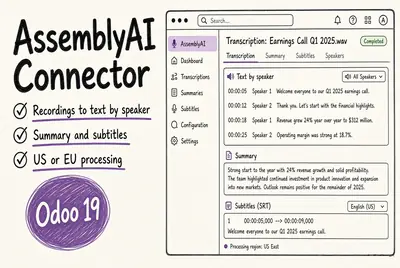 AssemblyAI
Connector
Recordings to text by speaker
Summary and subtitles
US or EU processing
Odoo 19
Search...
AssemblyAI
Dashboard
Transcriptions
Summaries
Subtitles
Configuration
Settings
Transcription: Earnings Call Q1 2025.wav
Completed
Transcription Summary Subtitles Speakers
Text by speaker
All Speakers
00:00:05 Speaker 1 Welcome everyone to our Q1 2025 earnings call.
00:00:12 Speaker 2 Thank you. Let's start with the financial highlights.
00:00:18 Speaker 1 Revenue grew 24% year over year to $312 million.
00:00:25 Speaker 2 Operating margin was strong at 18.7%.
Summary
Strong start to the year with 24% revenue growth and solid profitability.
The team highlighted continued investment in product innovation and expansion
into new markets. Outlook remains positive for the remainder of 2025.
Subtitles (SRT)
English (US)
1 00:00:05,000 --> 00:00:09,000
Welcome everyone to our Q1 2025 earnings call.
Processing region: US East